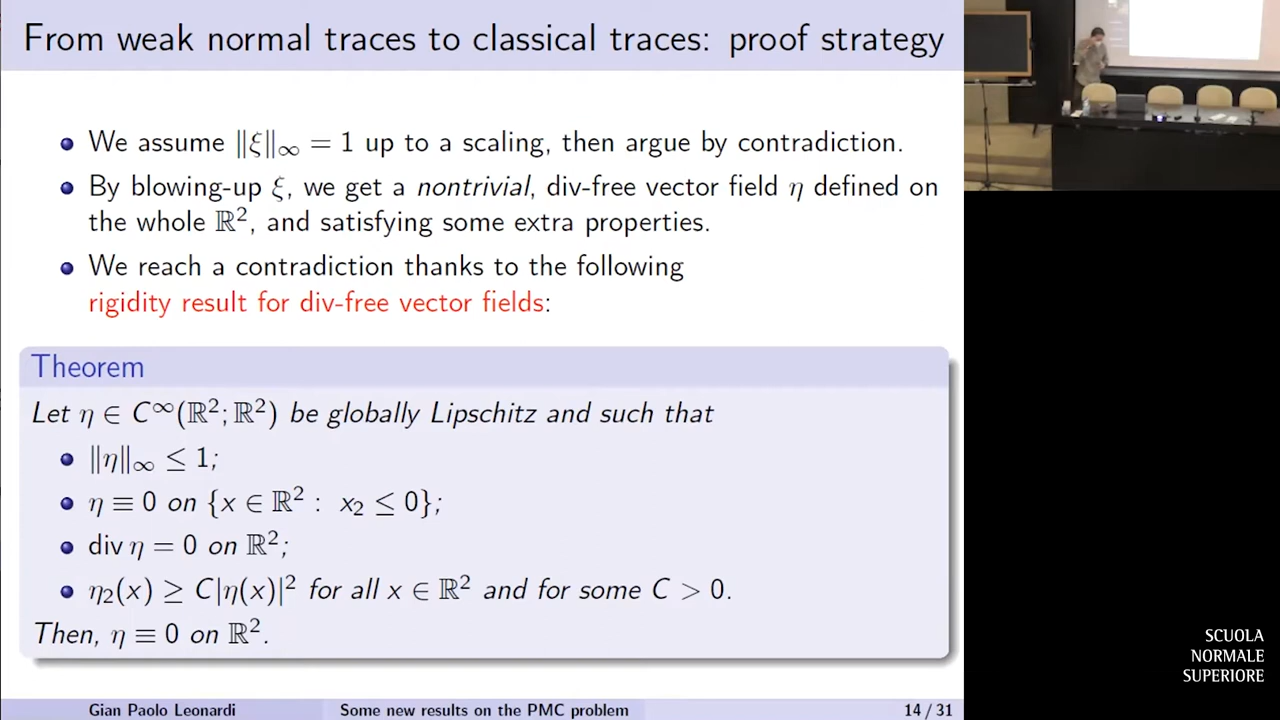 From weak normal traces to classical traces: proof strategy
• We assume ‖ξ‖∞ = 1 up to a scaling, then argue by contradiction.
• By blowing-up ξ, we get a nontrivial, div-free vector field η defined on
the whole ℝ², and satisfying some extra properties.
• We reach a contradiction thanks to the following
rigidity result for div-free vector fields:
Theorem
Let η ∈ C∞(ℝ²; ℝ²) be globally Lipschitz and such that
• ‖η‖∞ ≤ 1;
• η ≡ 0 on {x ∈ ℝ² : x₂ ≤ 0};
• div η = 0 on ℝ²;
• η₂(x) ≥ C|η(x)|² for all x ∈ ℝ² and for some C > 0.
Then, η ≡ 0 on ℝ².
Gian Paolo Leonardi Some new results on the PMC problem 14 / 31
SCUOLA
NORMALE
SUPERIORE